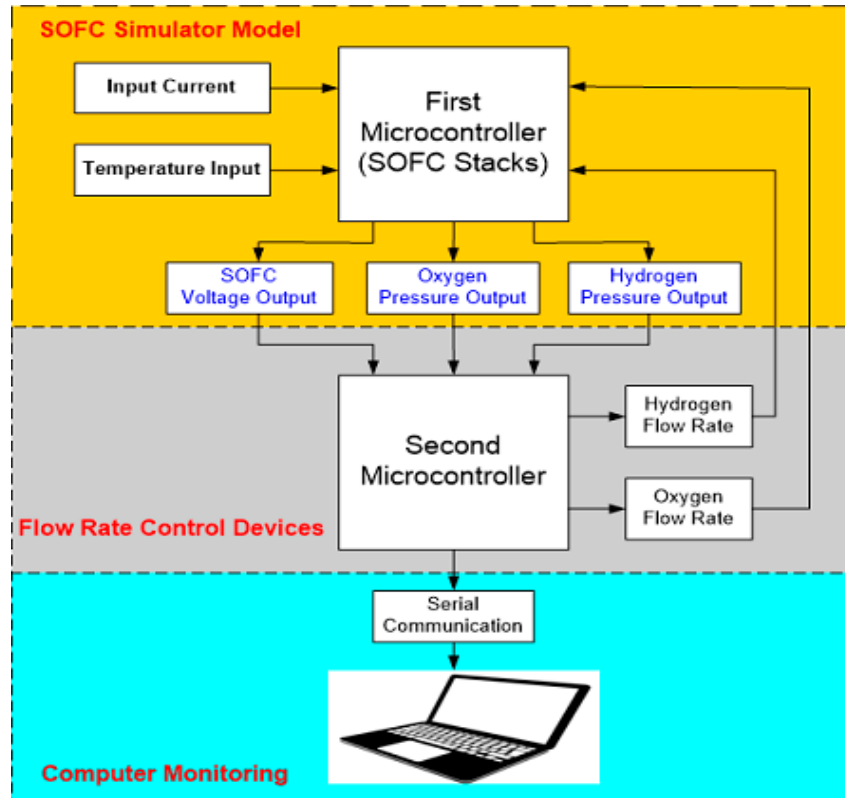 SOFC Simulator Model
Input Current
Temperature Input
First
Microcontroller
(SOFC Stacks)
SOFC
Voltage Output
Oxygen
Pressure Output
Hydrogen
Pressure Output
Second
Microcontroller
Hydrogen
Flow Rate
Oxygen
Flow Rate
Flow Rate Control Devices
Serial
Communication
Computer Monitoring